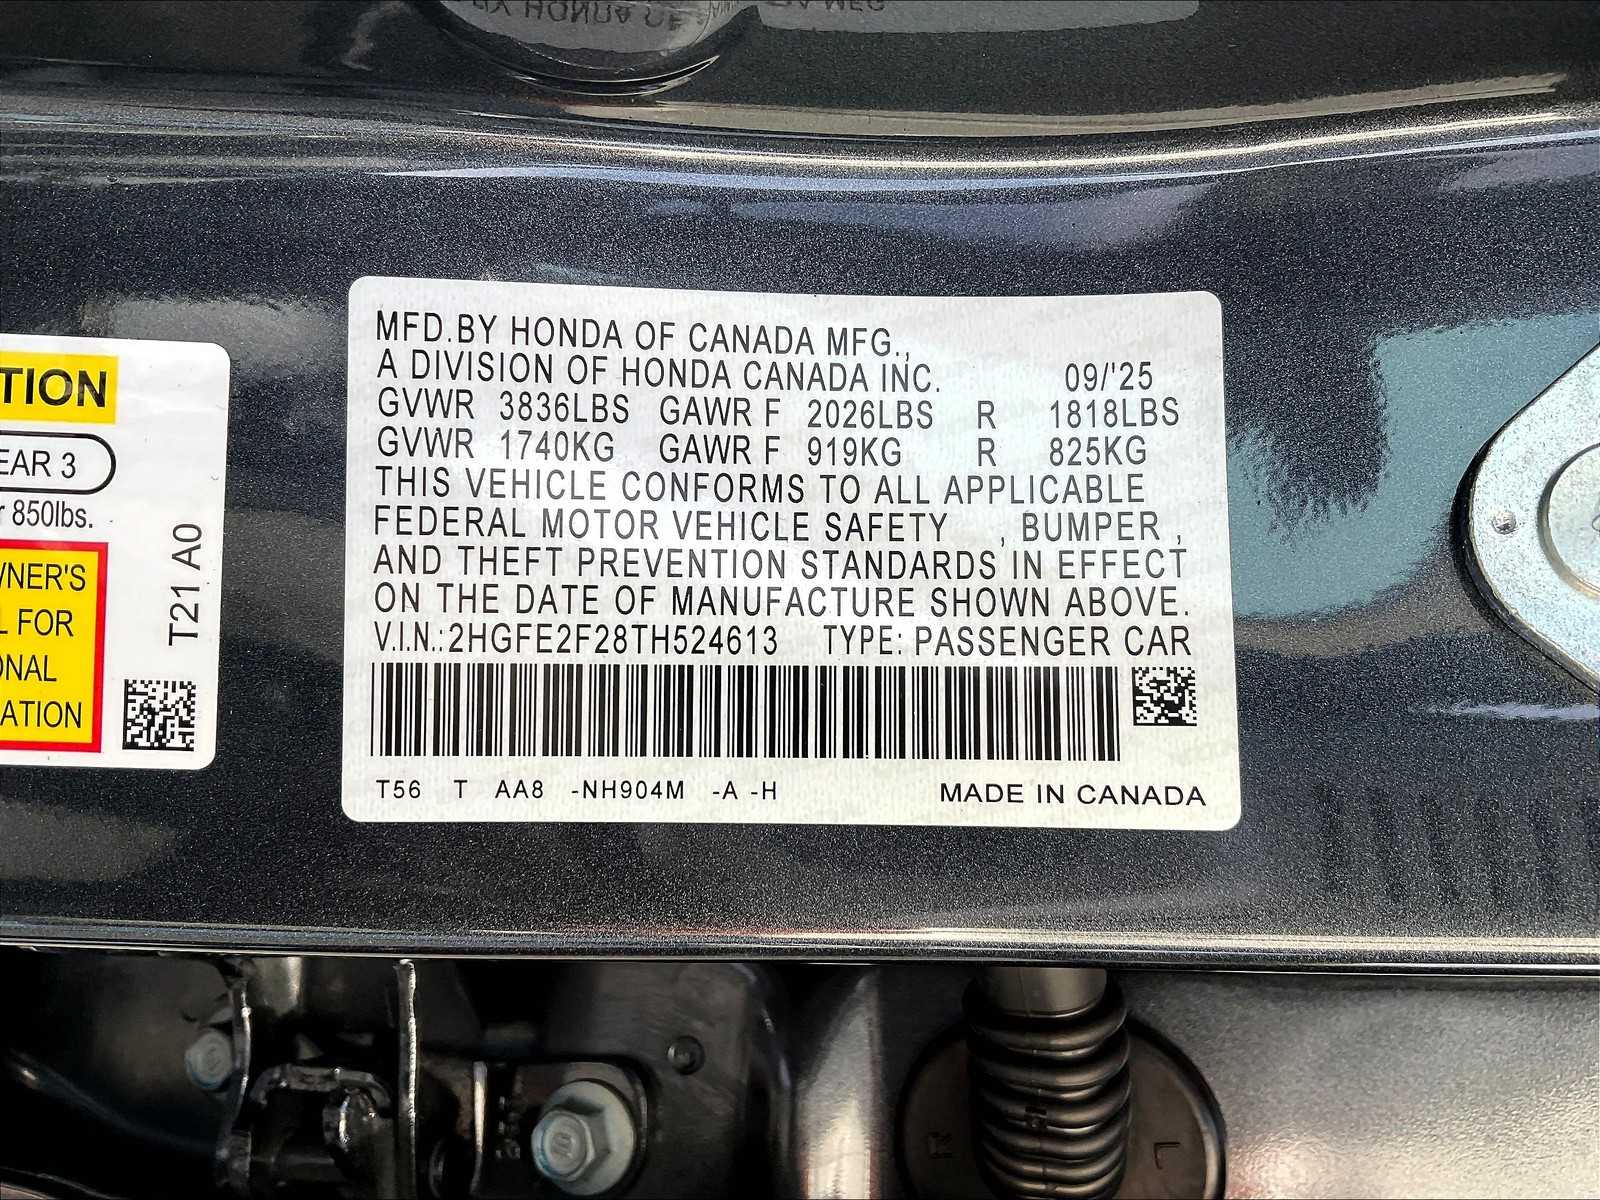 TION
EAR 3
r 850lbs.
WNER'S
L FOR
ONAL
ATION
T21 A0
MFD.BY HONDA OF CANADA MFG.,
A DIVISION OF HONDA CANADA INC. 09/'25
GVWR 3836LBS GAWR F 2026LBS R 1818LBS
GVWR 1740KG GAWR F 919KG R 825KG
THIS VEHICLE CONFORMS TO ALL APPLICABLE
FEDERAL MOTOR VEHICLE SAFETY , BUMPER ,
AND THEFT PREVENTION STANDARDS IN EFFECT
ON THE DATE OF MANUFACTURE SHOWN ABOVE.
V.I.N.:2HGFE2F28TH524613 TYPE: PASSENGER CAR
T56 T AA8 -NH904M -A -H MADE IN CANADA